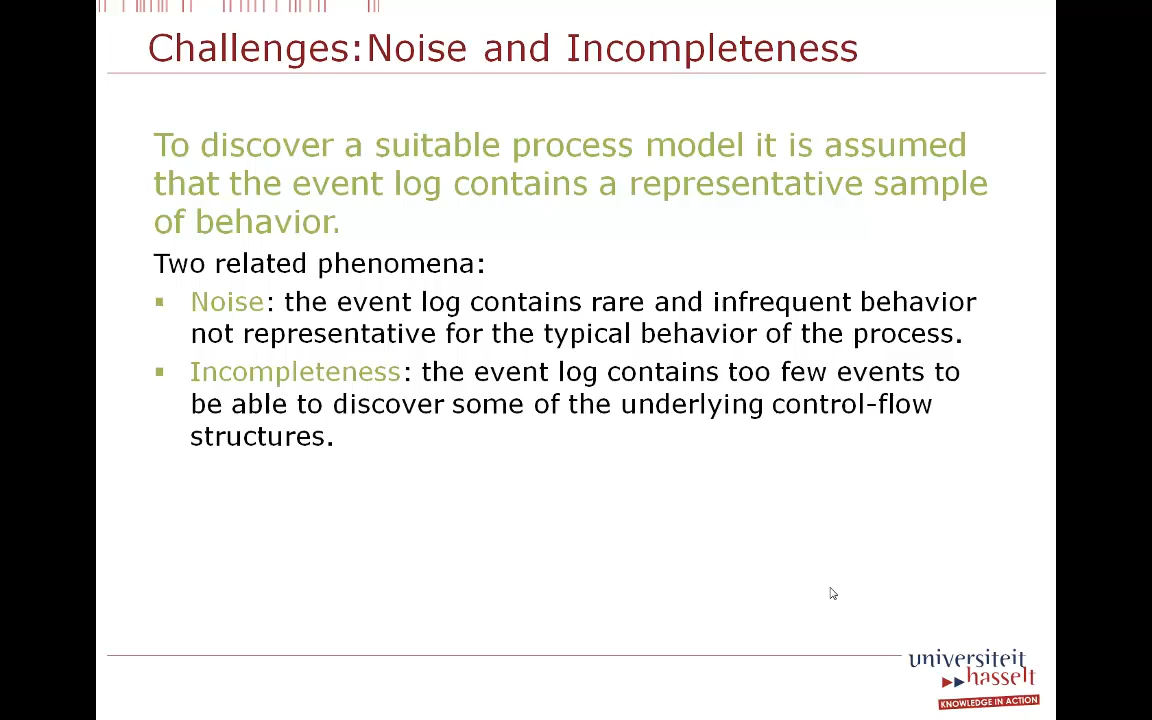 Challenges:Noise and Incompleteness
To discover a suitable process model it is assumed
that the event log contains a representative sample
of behavior.
Two related phenomena:
▪ Noise: the event log contains rare and infrequent behavior
not representative for the typical behavior of the process.
▪ Incompleteness: the event log contains too few events to
be able to discover some of the underlying control-flow
structures.
universiteit
hasselt
KNOWLEDGE IN ACTION